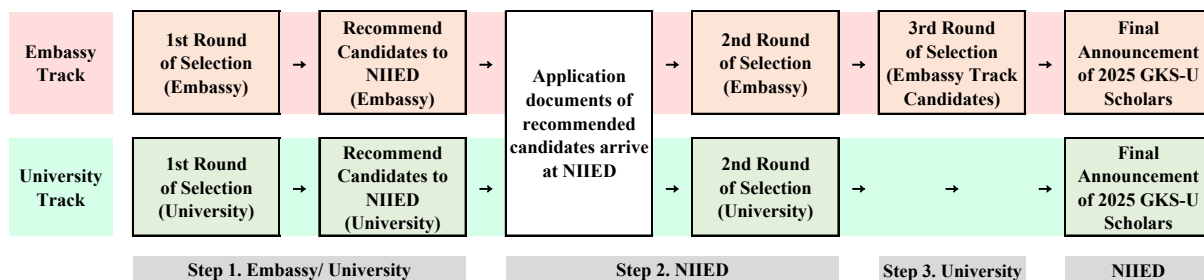 Embassy
Track
1st Round
of Selection
(Embassy)
→
Recommend
Candidates to
NIIED
(Embassy)
→
Application
documents of
recommended
candidates arrive
at NIIED
→
2nd Round
of Selection
(Embassy)
→
3rd Round
of Selection
(Embassy Track
Candidates)
→
Final
Announcement
of 2025 GKS-U
Scholars
University
Track
1st Round
of Selection
(University)
→
Recommend
Candidates to
NIIED
(University)
→
→
2nd Round
of Selection
(University)
→
→
→
Final
Announcement
of 2025 GKS-U
Scholars
Step 1. Embassy/ University
Step 2. NIIED
Step 3. University
NIIED